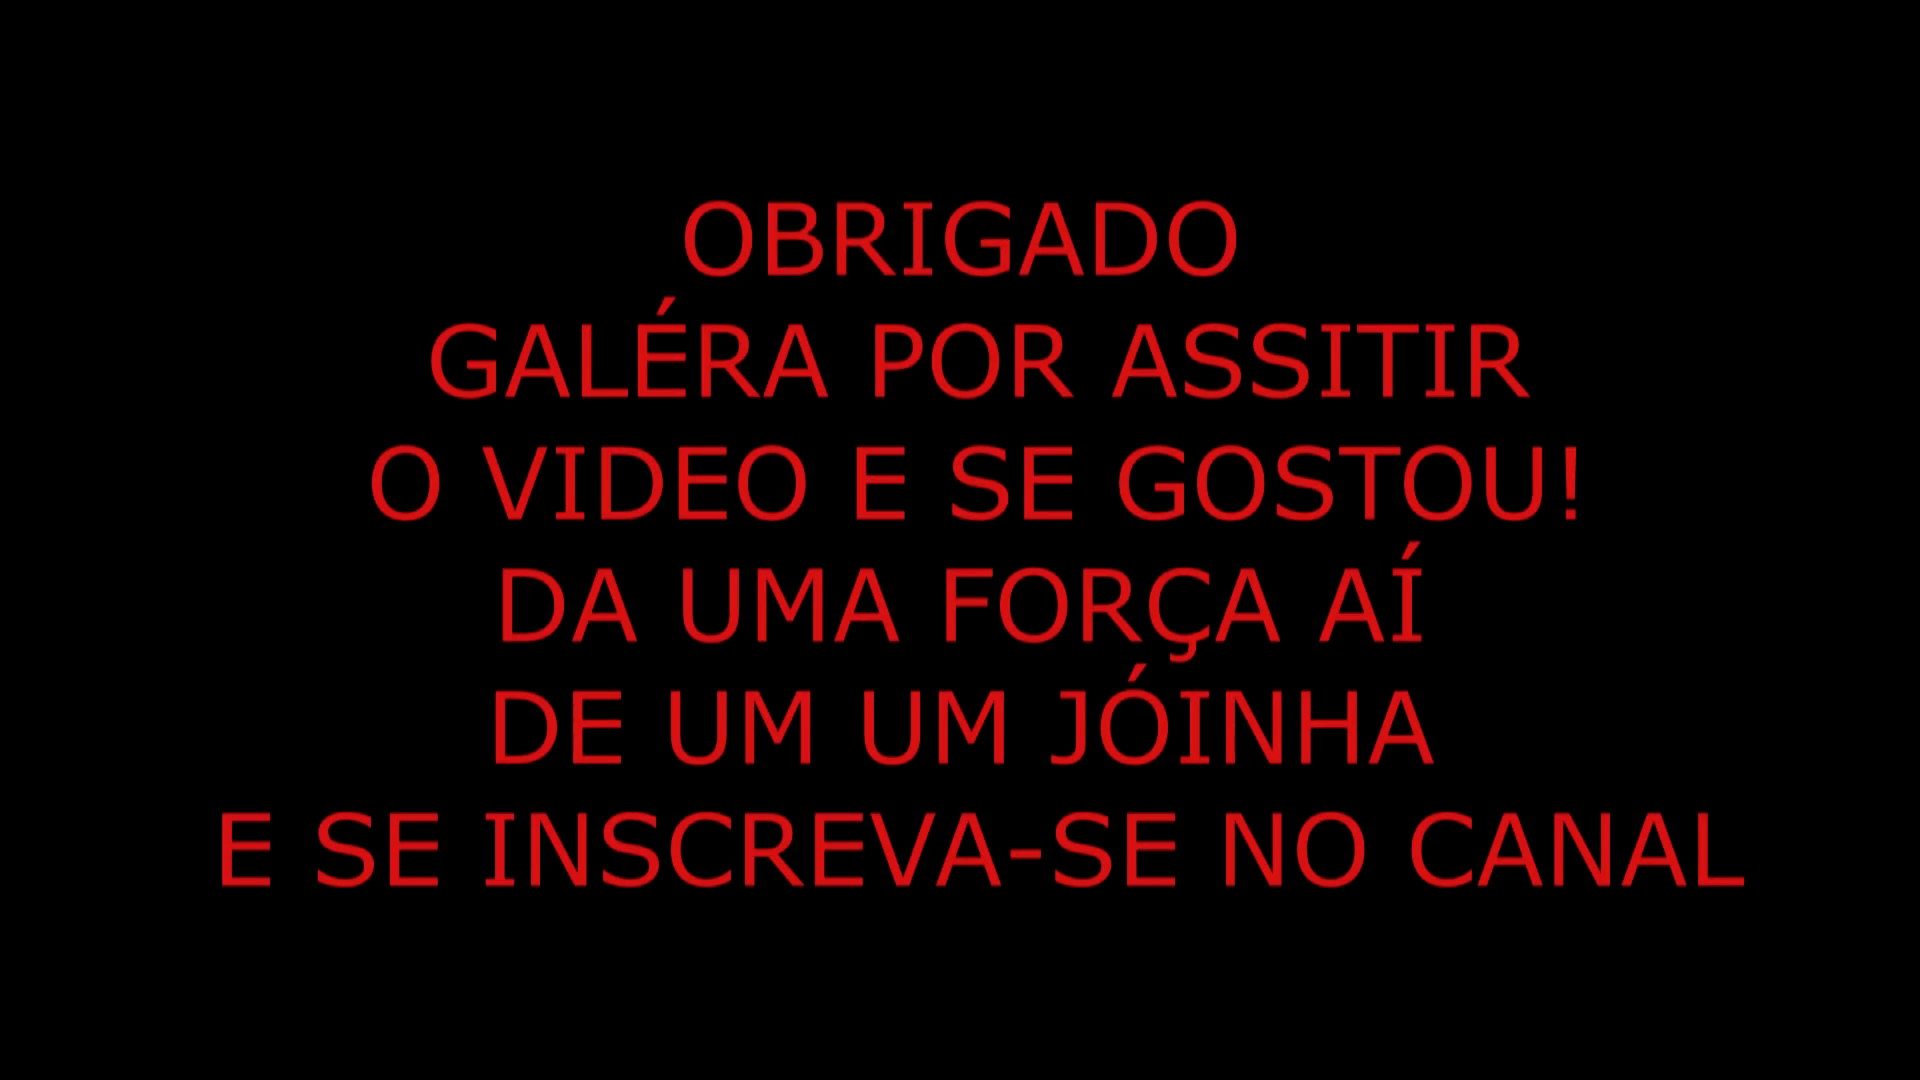 OBRIGADO
GALÉRA POR ASSITIR
O VIDEO E SE GOSTOU!
DA UMA FORÇA AÍ
DE UM UM JÓINHA
E SE INSCREVA-SE NO CANAL